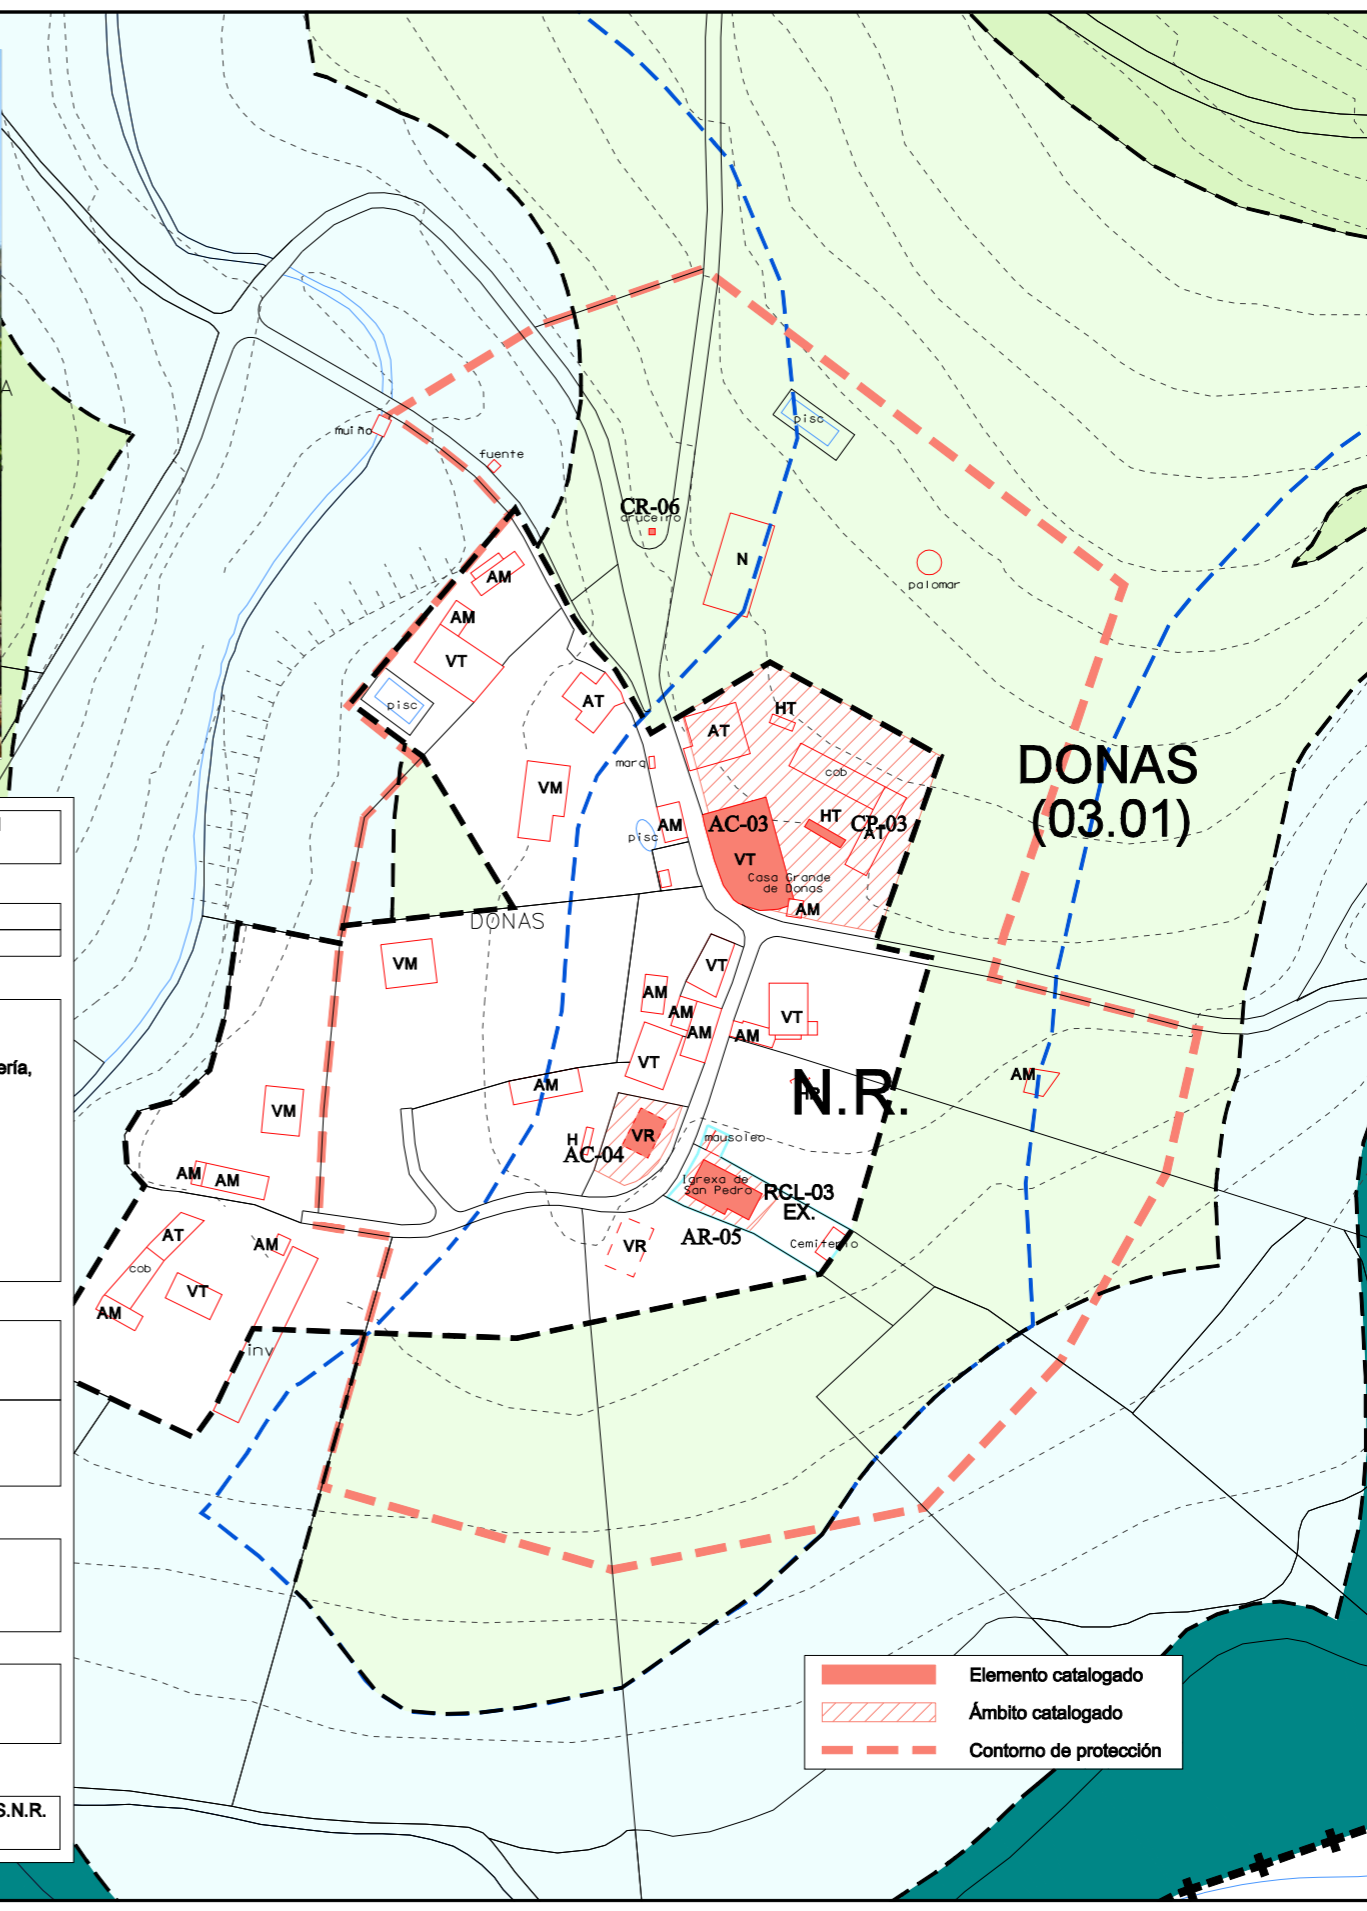 A
muiño
fuente
CR-06
cruceiro
pisc
N
palomar
AM
AM
VT
pisc
AT
AT
HT
marq
cob
VM
AM
pisc
AC-03
HT
CP-03
AT
VT
Casa Grande
de Donas
AM
DONAS
(03.01)
DONAS
VM
VT
AM
AM
AM
VT
AM
VT
AM
N.R.
AM
VM
H
AC-04
VR
mausoleo
AM
AM
Igrexa de
San Pedro
RCL-03
EX.
AR-05
Cemiterio
VR
AT
AM
cob
VT
AM
inv
ería,
S.N.R.
Elemento catalogado
Ámbito catalogado
Contorno de protección